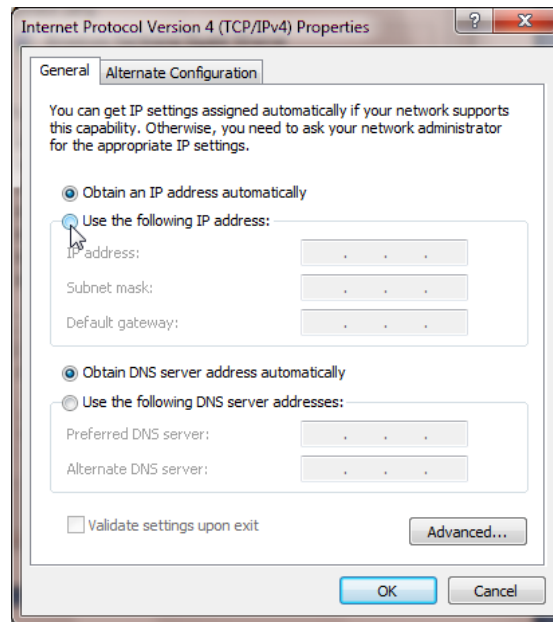 Internet Protocol Version 4 (TCP/IPv4) Properties
?
General
Alternate Configuration
You can get IP settings assigned automatically if your network supports
this capability. Otherwise, you need to ask your network administrator
for the appropriate IP settings.
Obtain an IP address automatically
Use the following IP address:
IP address:
Subnet mask:
Default gateway:
Obtain DNS server address automatically
Use the following DNS server addresses:
Preferred DNS server:
Alternate DNS server:
Validate settings upon exit
Advanced...
OK
Cancel